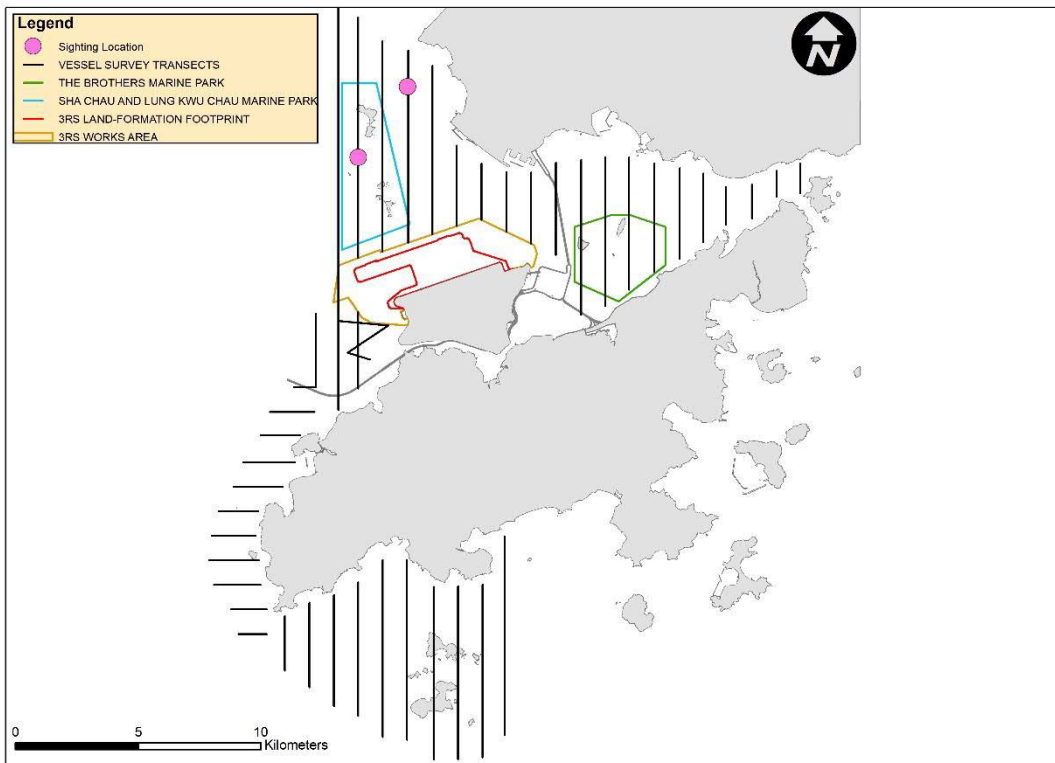 Legend
Sighting Location
VESSEL SURVEY TRANSECTS
THE BROTHERS MARINE PARK
SHA CHAU AND LUNG KWU CHAU MARINE PARK
3RS LAND-FORMATION FOOTPRINT
3RS WORKS AREA
N
0 5 10
Kilometers